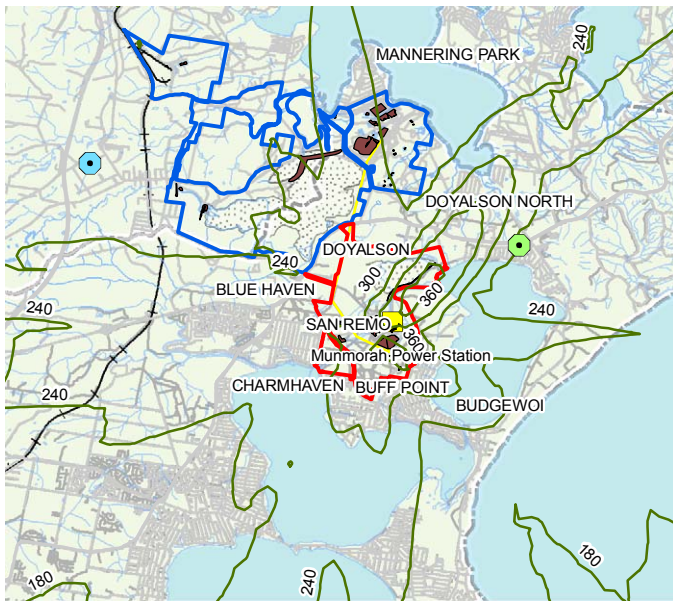 240
MANNERING PARK
DOYALSON NORTH
DOYALSON
240
300
BLUE HAVEN
360
240
240
SAN REMO
360
Munmorah Power Station
CHARMHAVEN
BUFF POINT
240
BUDGEWOI
180
240
180